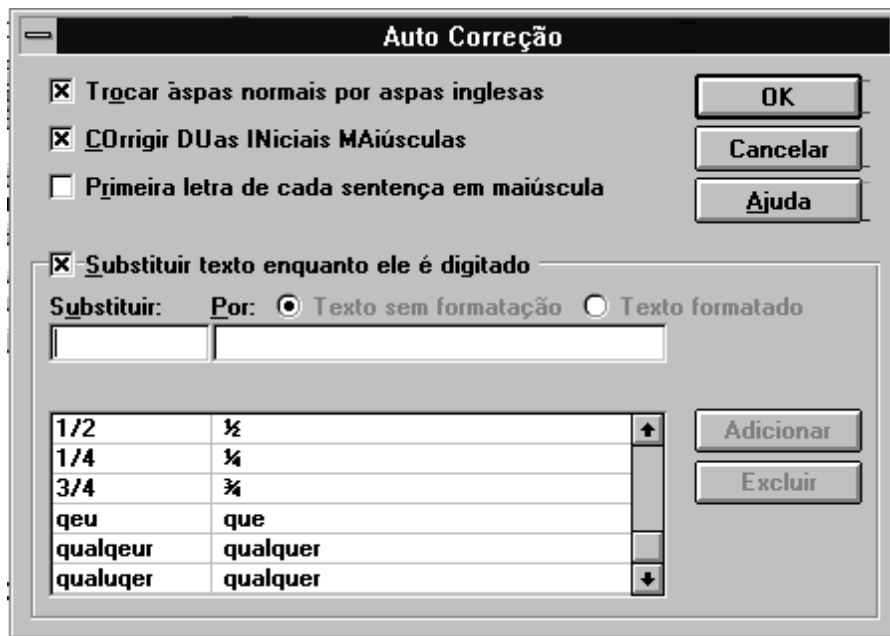 Auto Correção
Trocar aspas normais por aspas inglesas
OK
COrrigir DUas INiciais MAiúsculas
Cancelar
Primeira letra de cada sentença em maiúscula
Ajuda
Substituir texto enquanto ele é digitado
Substituir: Por: Texto sem formatação Texto formatado
1/2 ½
Adicionar
1/4 ¼
3/4 ¾
Excluir
qeu que
qualqeur qualquer
qualuqer qualquer